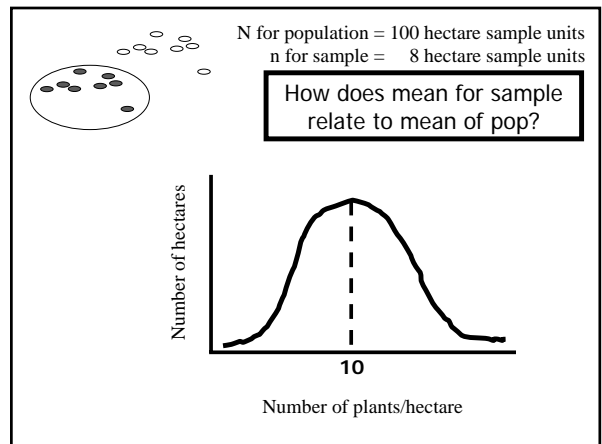 N for population = 100 hectare sample units
n for sample = 8 hectare sample units
How does mean for sample
relate to mean of pop?
Number of hectares
10
Number of plants/hectare